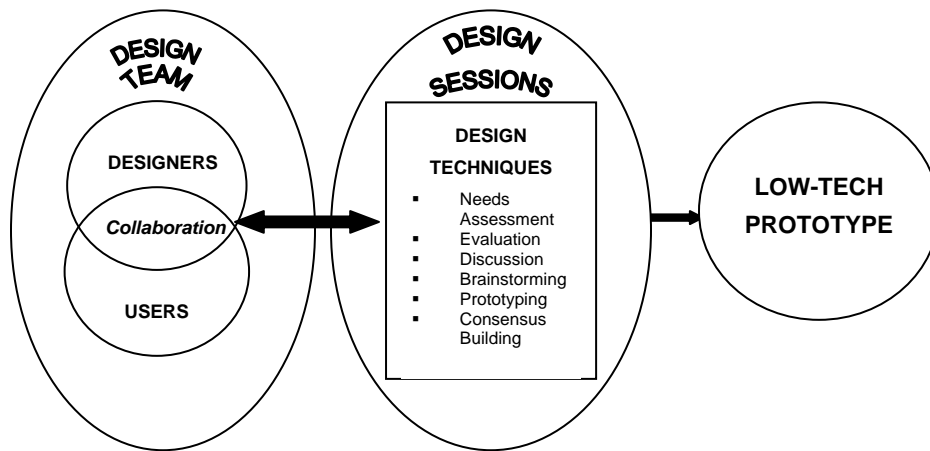 DESIGN
TEAM
DESIGNERS
Collaboration
USERS
DESIGN
SESSIONS
DESIGN
TECHNIQUES
▪ Needs
Assessment
▪ Evaluation
▪ Discussion
▪ Brainstorming
▪ Prototyping
▪ Consensus
Building
LOW-TECH
PROTOTYPE